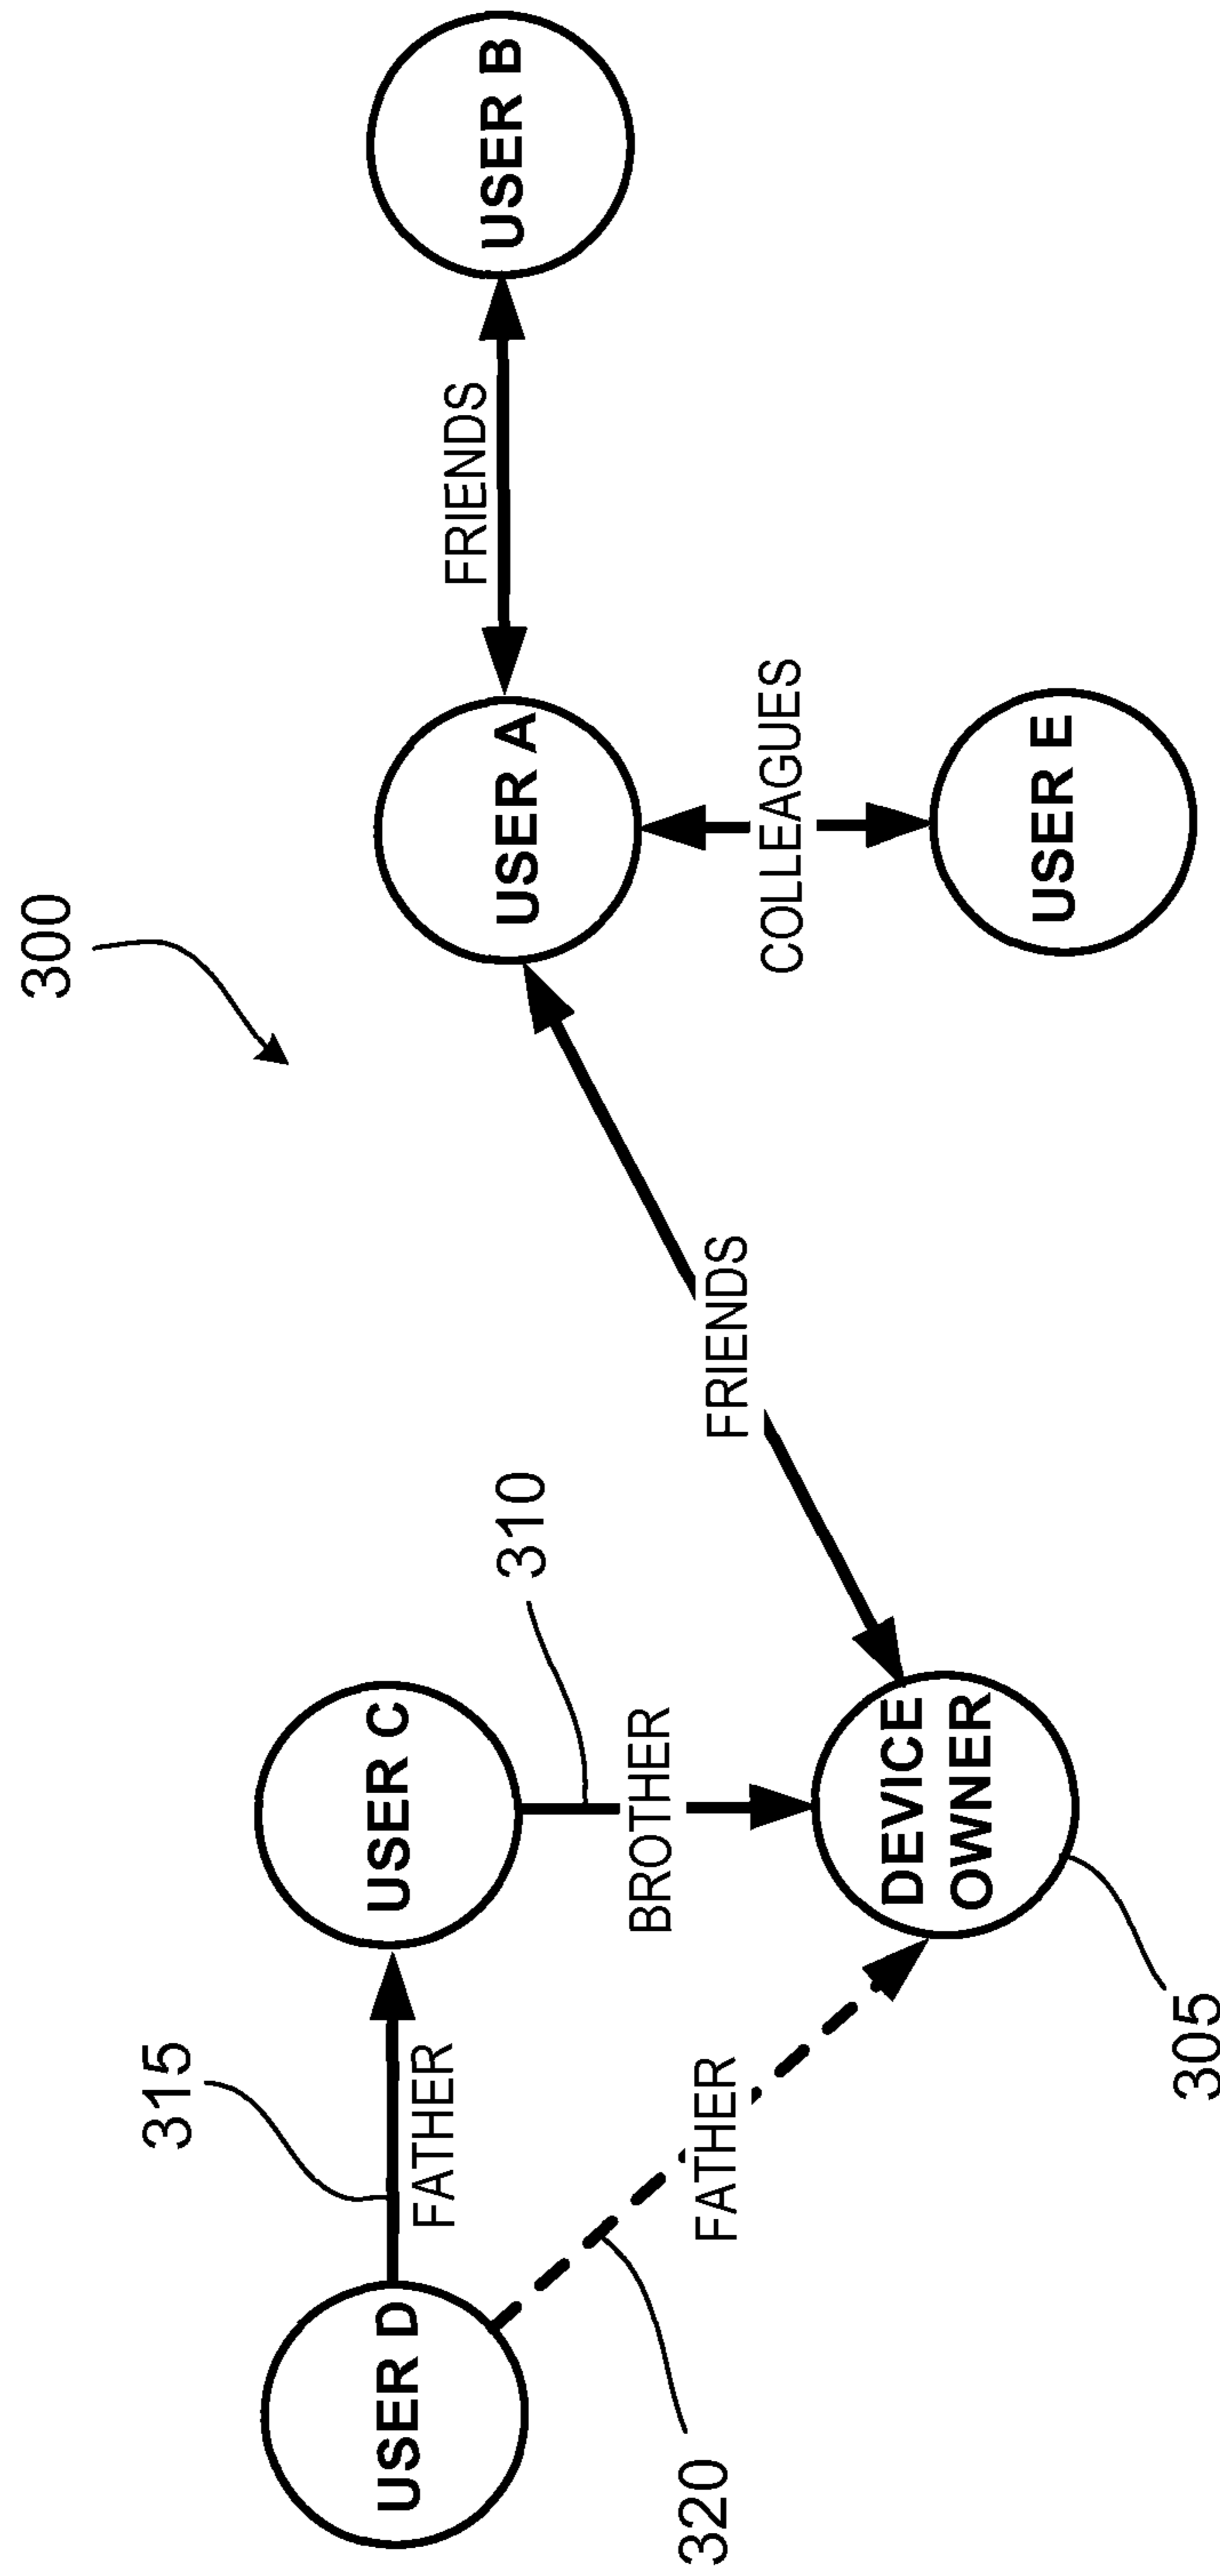 300
315
USER D
FATHER
USER C
310
BROTHER
FATHER
320
DEVICE
OWNER
305
FRIENDS
USER A
FRIENDS
USER B
COLLEAGUES
USER E